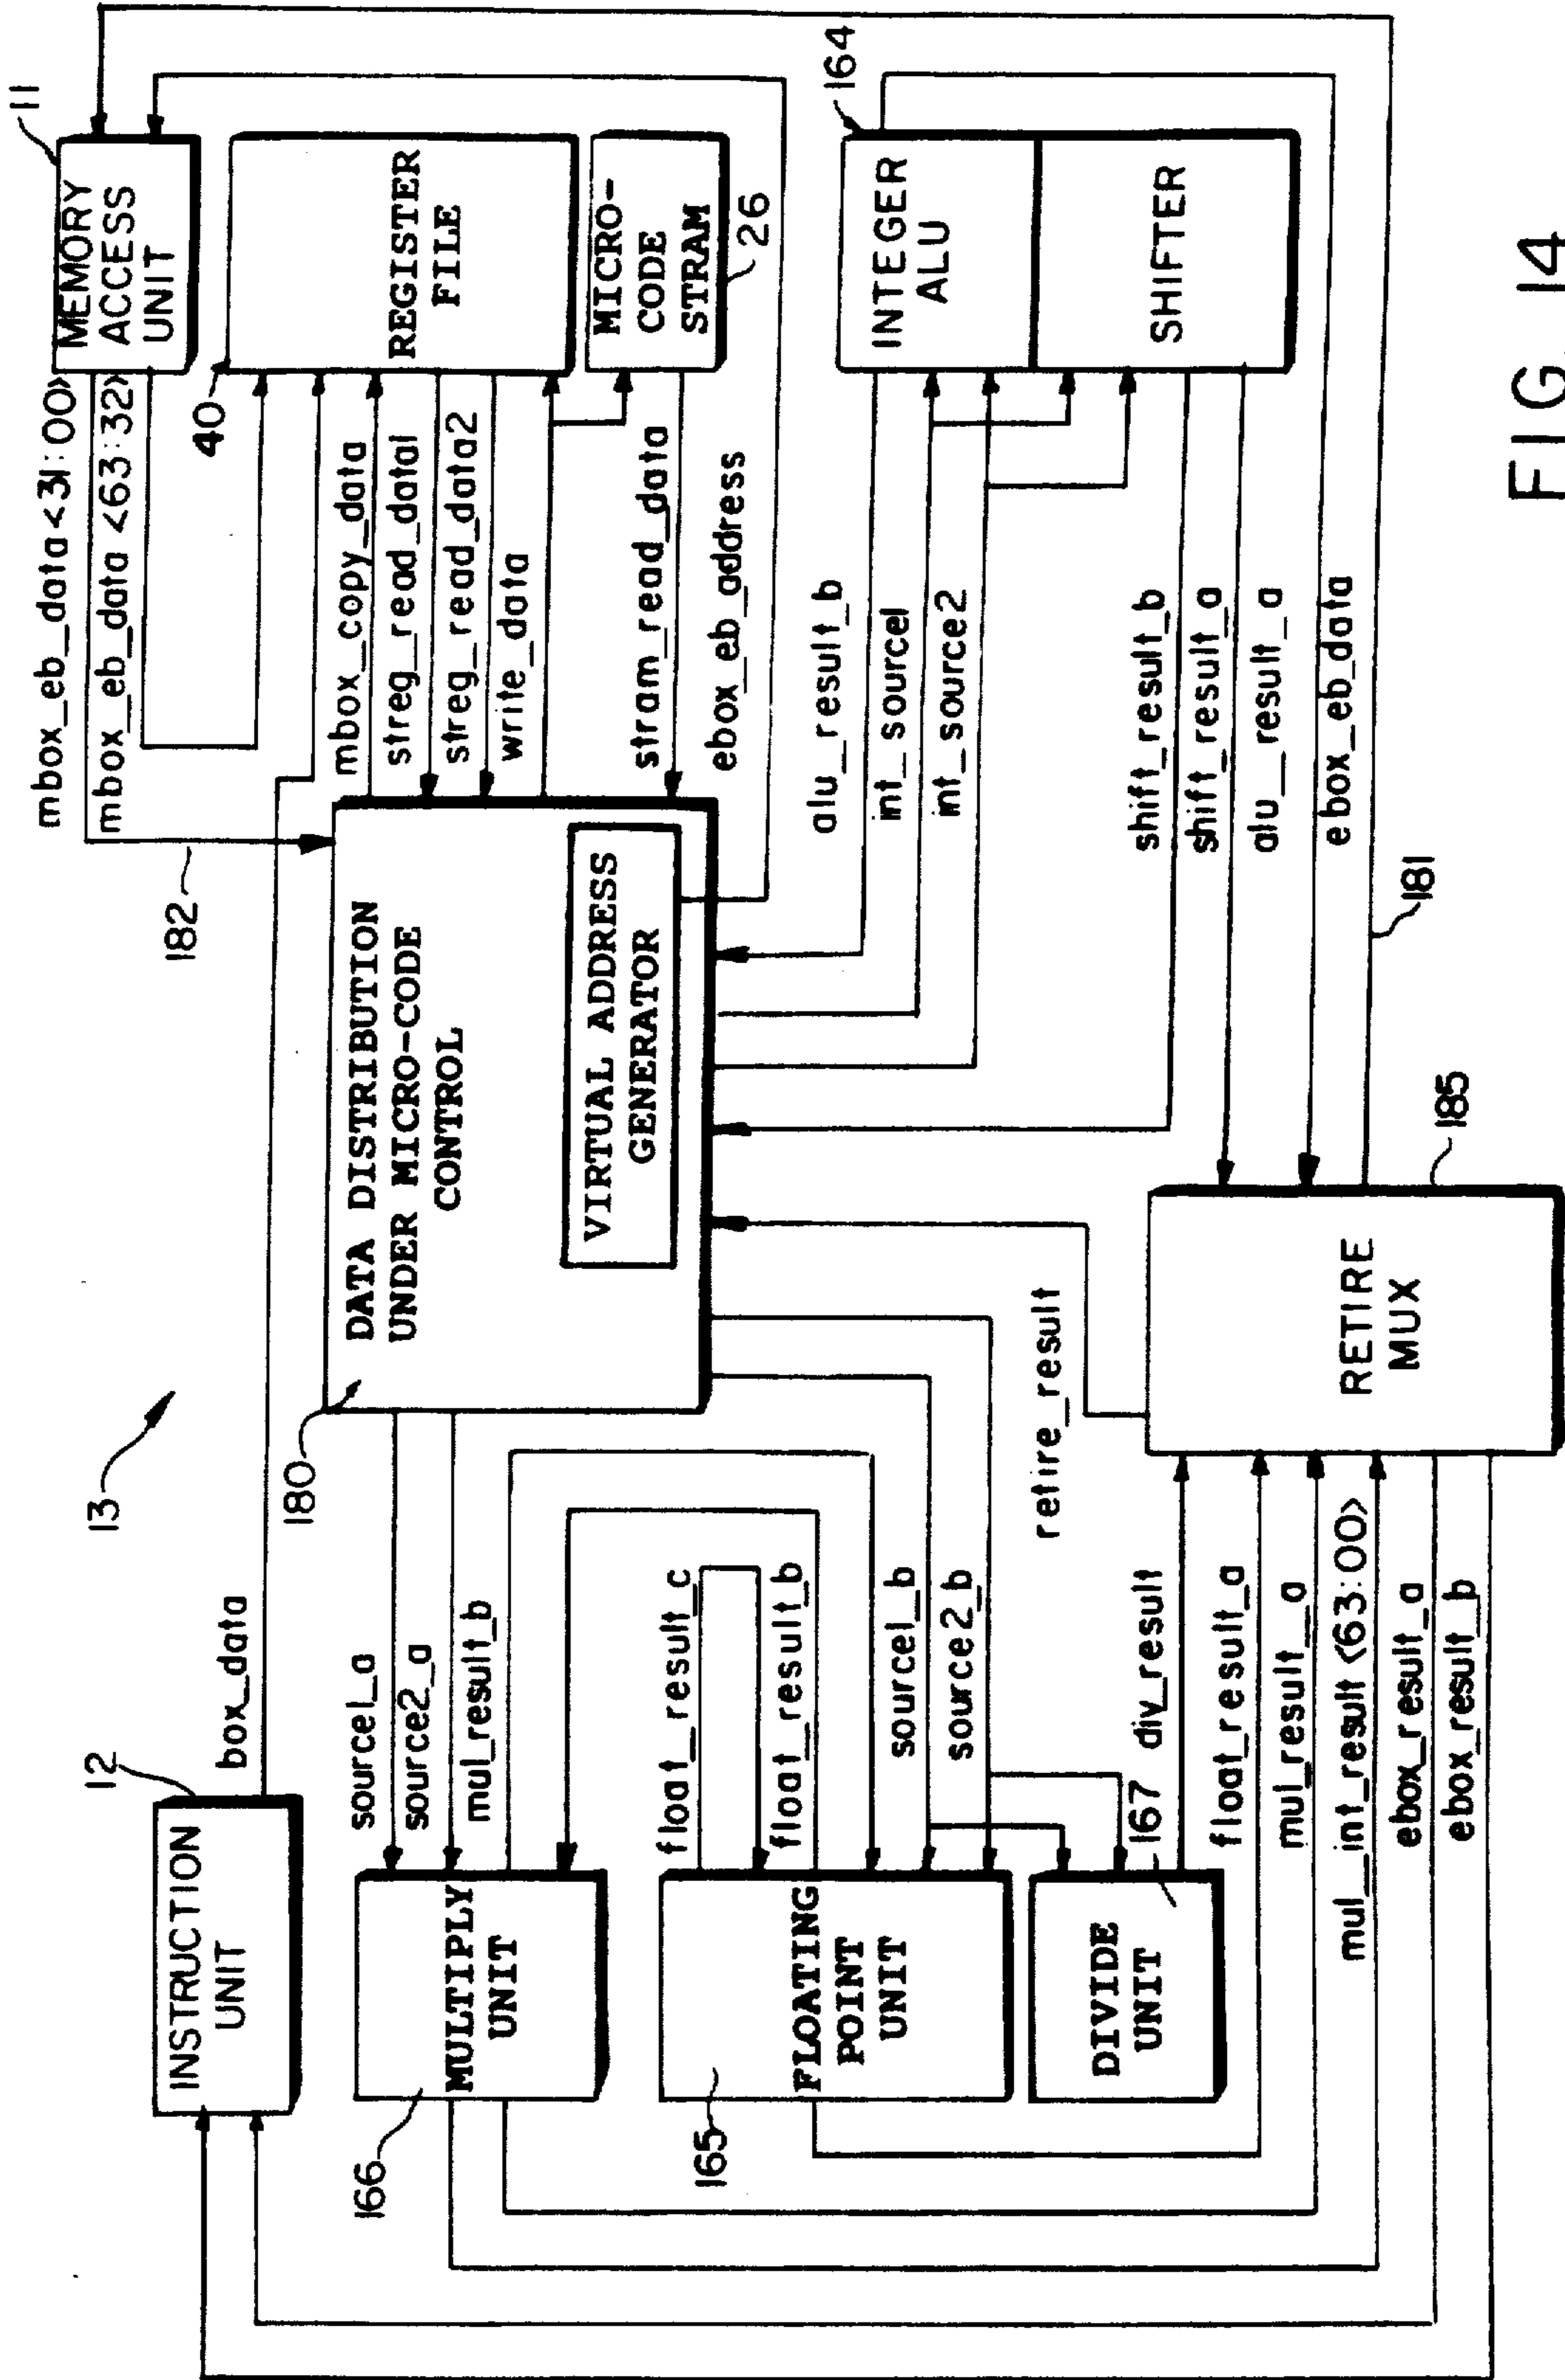 13
11
12
INSTRUCTION
UNIT
box_data
mbox_eb_data<31:00>
mbox_eb_data <63:32>
MEMORY
ACCESS
UNIT
182
180
DATA DISTRIBUTION
UNDER MICRO-CODE
CONTROL
VIRTUAL ADDRESS
GENERATOR
40
REGISTER
FILE
mbox_copy_data
streg_read_data1
streg_read_data2
write_data
MICRO-
CODE
STRAM
26
stram_read_data
ebox_eb_address
source1_a
source2_a
mul_result_b
MULTIPLY
UNIT
166
float_result_c
float_result_b
FLOATING
POINT
UNIT
165
source1_b
source2_b
DIVIDE
UNIT
167
div_result
float_result_a
mul_result_a
mul_int_result <63:00>
ebox_result_a
ebox_result_b
retire_result
RETIRE
MUX
185
alu_result_b
int_source1
int_source2
INTEGER
ALU
164
SHIFTER
shift_result_b
shift_result_a
alu_result_a
ebox_eb_data
181
FIG. 14